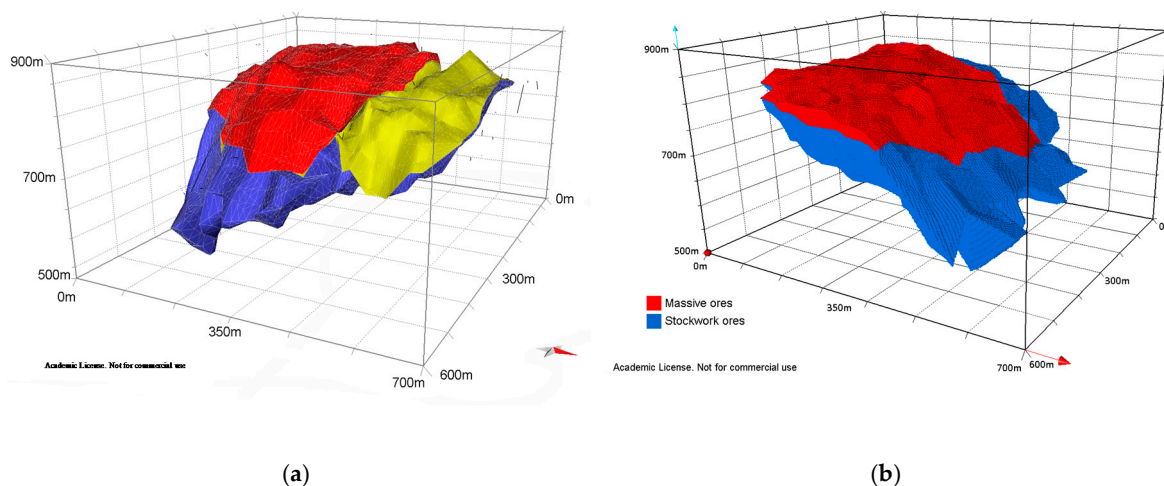 900m
700m
500m
0m
350m
700m
600m
300m
0m
Academic License. Not for commercial use
(a)
900m
700m
500m
0m
350m
700m
600m
300m
0
Massive ores
Stockwork ores
Academic License. Not for commercial use
(b)